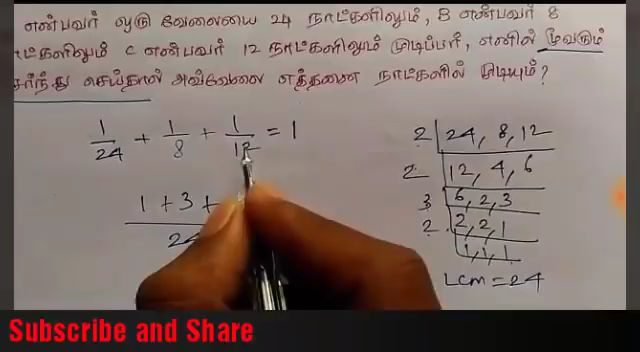 என்பவர் ஒரு வேலையை 24 நாட்களிலும், B என்பவர் 8
ட்களிலும் C என்பவர் 12 நாட்களிலும் முடிப்பர், எனில் மூவரும்
ர்ந்து செய்தால் அவ்வேலை எத்தனை நாட்களில் முடியும்?
1/24 + 1/8 + 1/12 = 1
1 + 3 +
24
2 | 24, 8, 12
2 | 12, 4, 6
3 | 6, 2, 3
2 | 2, 2, 1
1, 1, 1
LCM = 24
Subscribe and Share